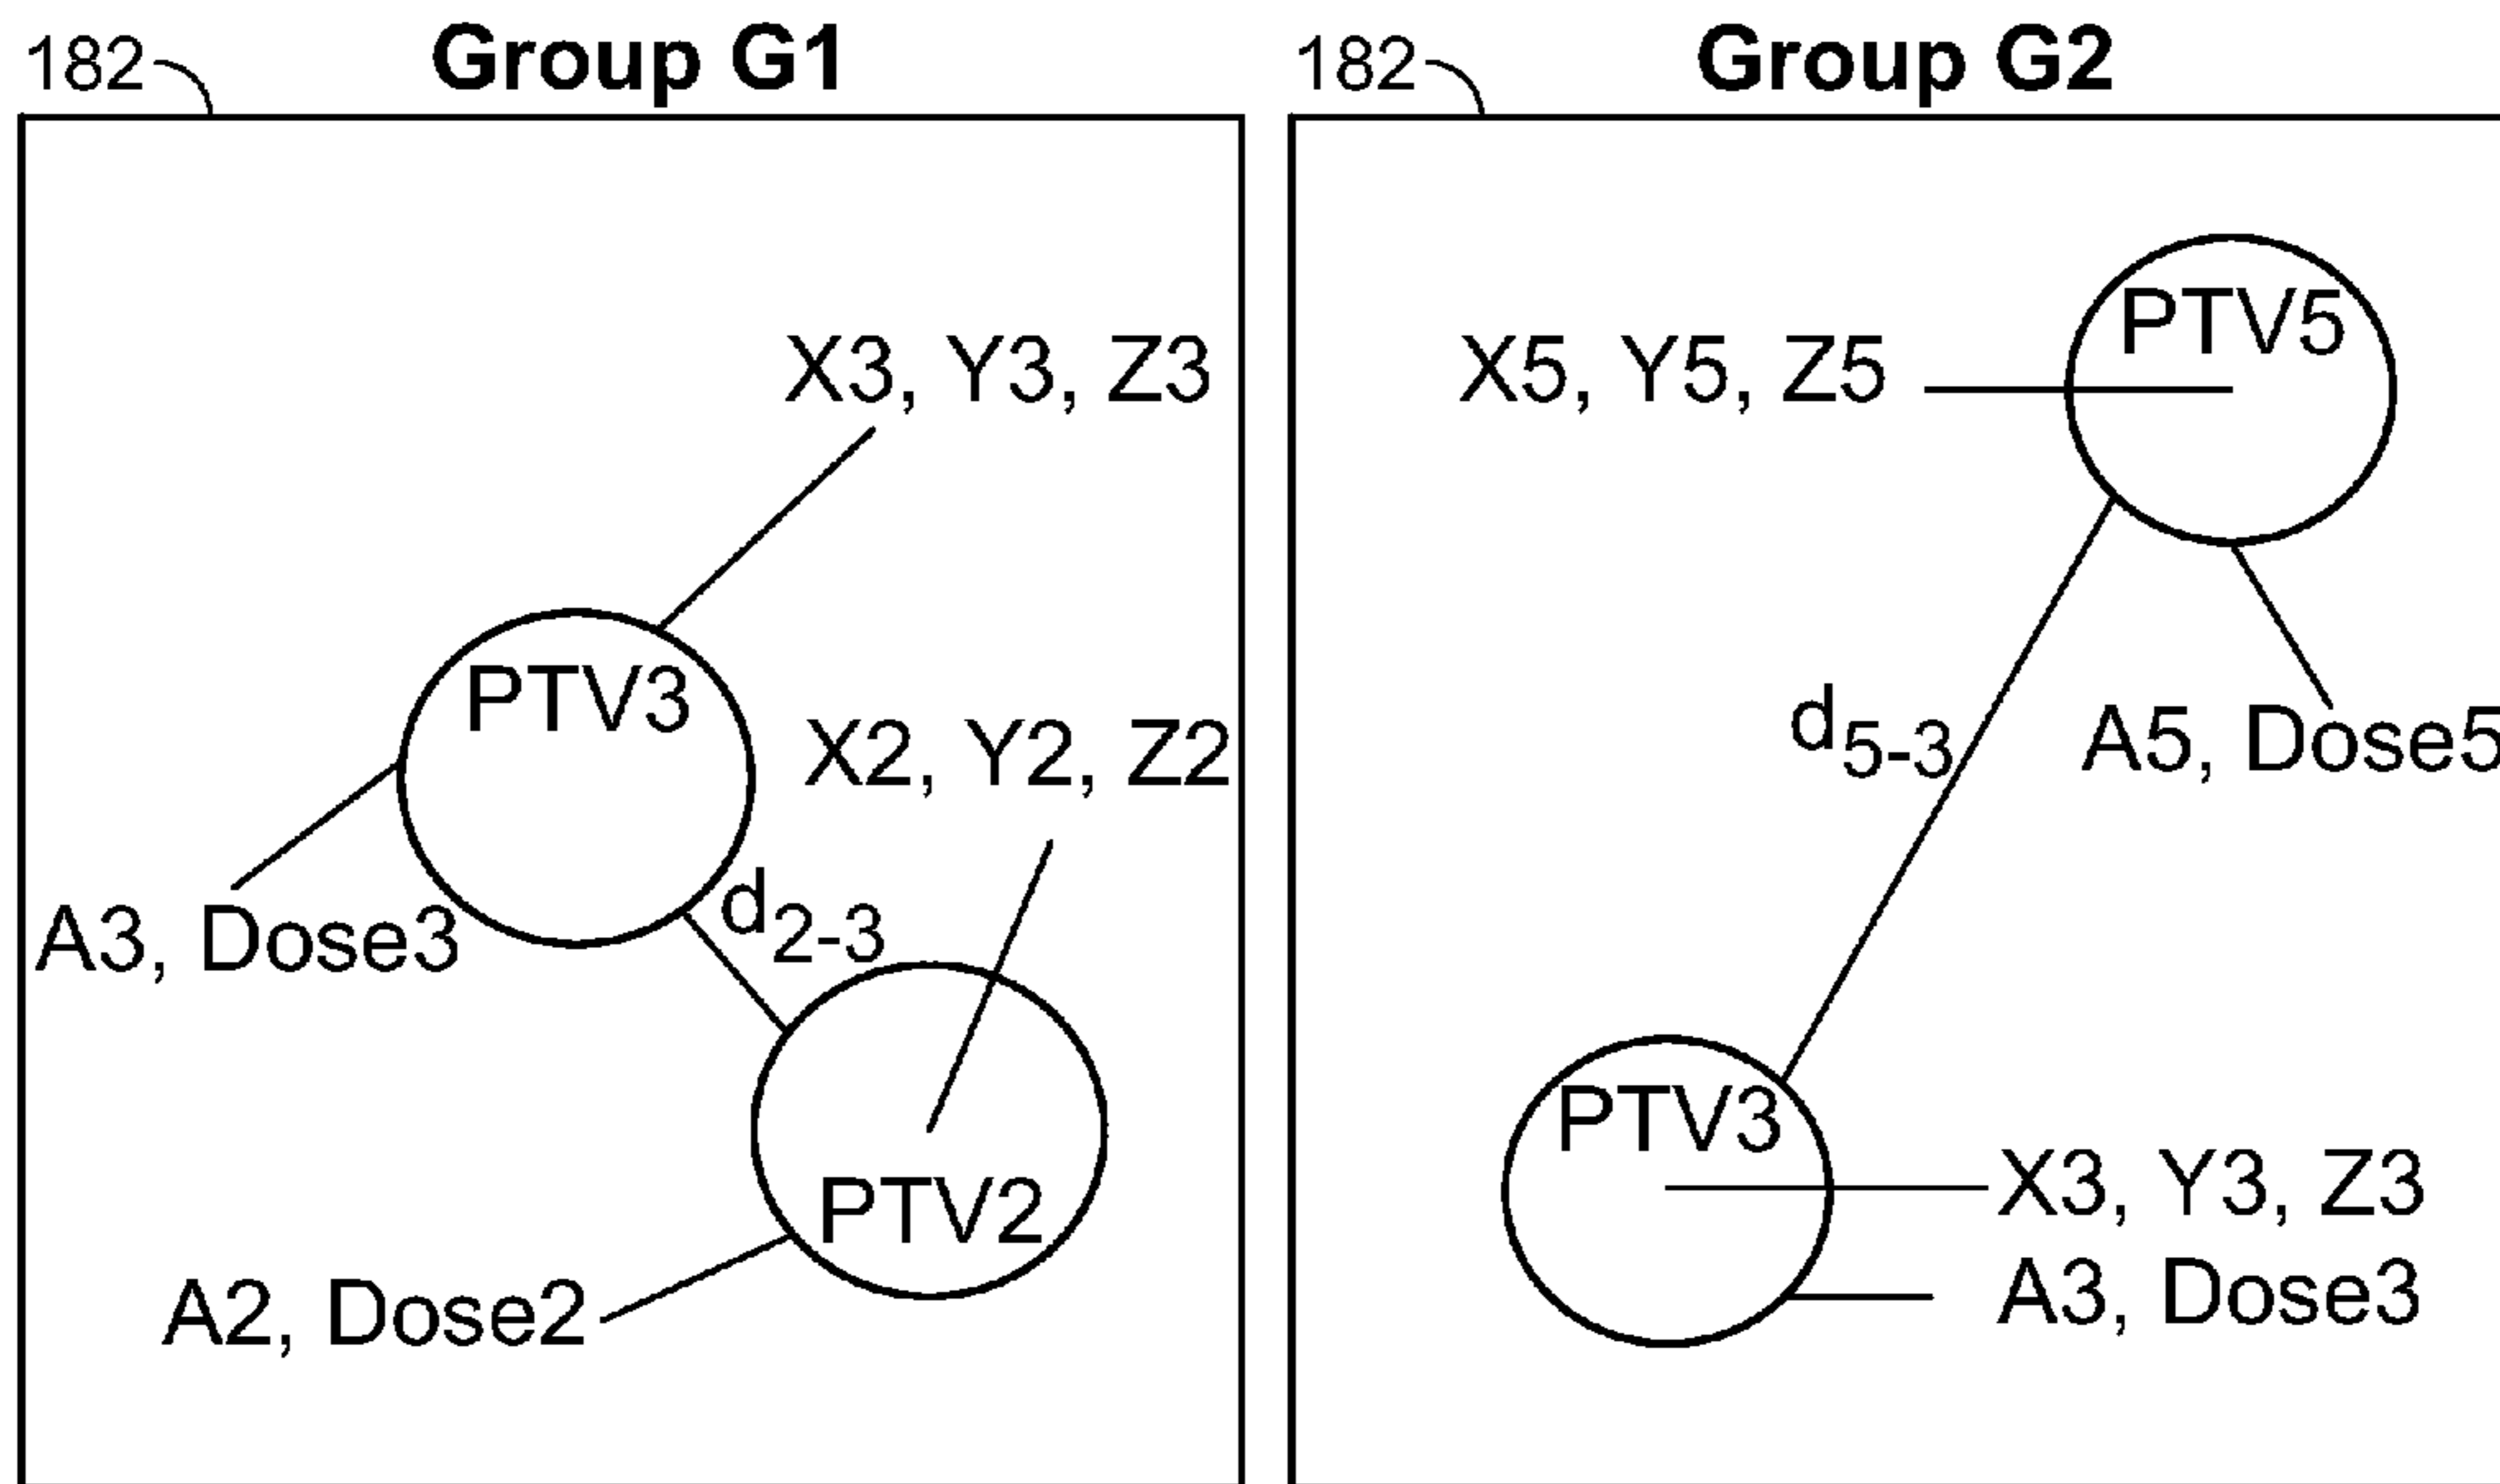 182
Group G1
X3, Y3, Z3
PTV3
X2, Y2, Z2
A3, Dose3
d2-3
PTV2
A2, Dose2
182
Group G2
PTV5
X5, Y5, Z5
d5-3
A5, Dose5
PTV3
X3, Y3, Z3
A3, Dose3